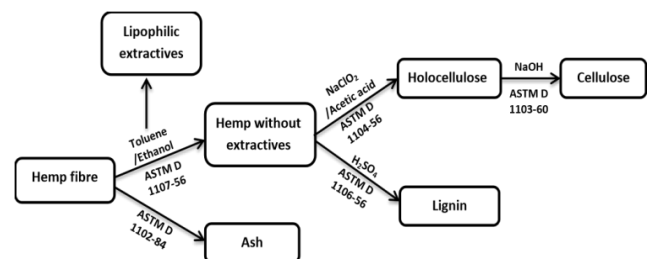 Lipophilic
extractives
Toluene
/Ethanol
ASTM D
1107-56
Hemp fibre
ASTM D
1102-84
Ash
Hemp without
extractives
NaClO₂
/Acetic acid
ASTM D
1104-56
H₂SO₄
ASTM D
1106-56
Lignin
Holocellulose
NaOH
ASTM D
1103-60
Cellulose